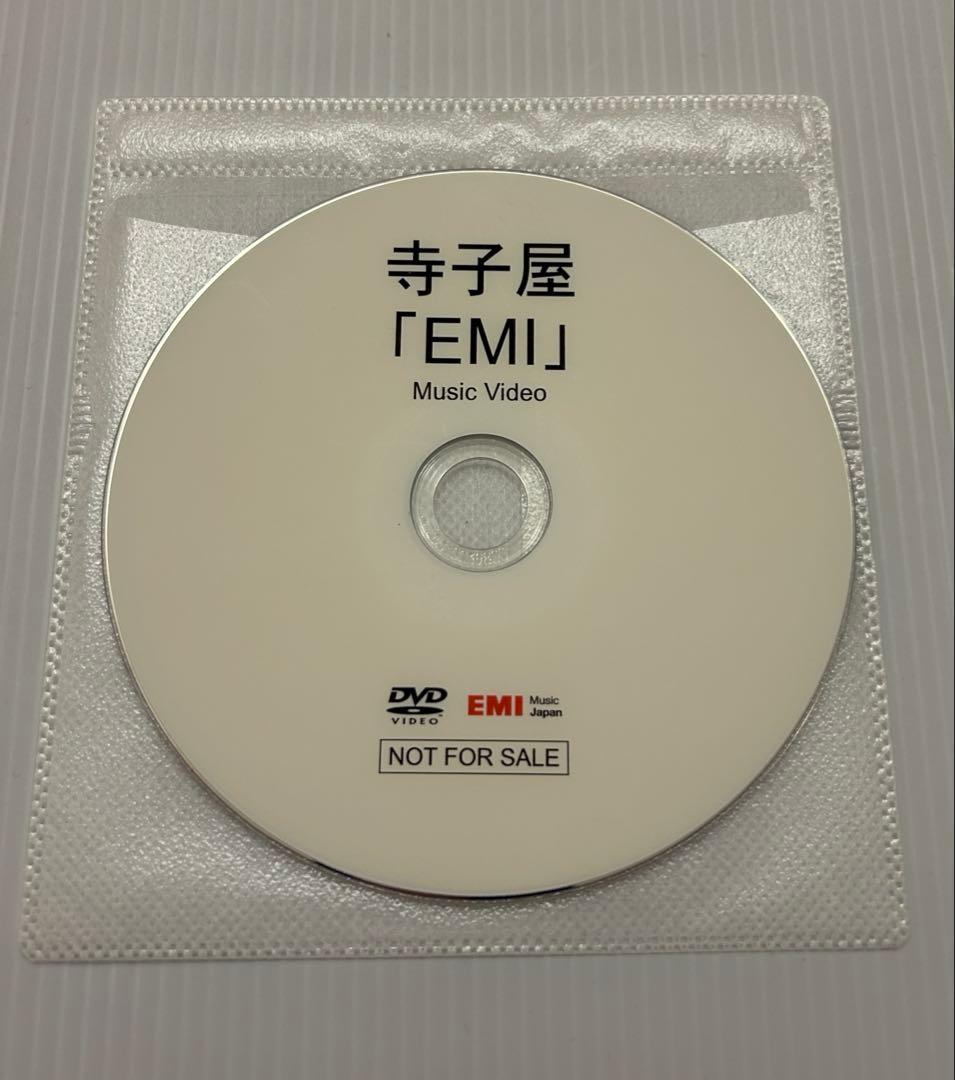 寺子屋
「EMI」
Music Video
DVD
VIDEO
EMI Music Japan
NOT FOR SALE